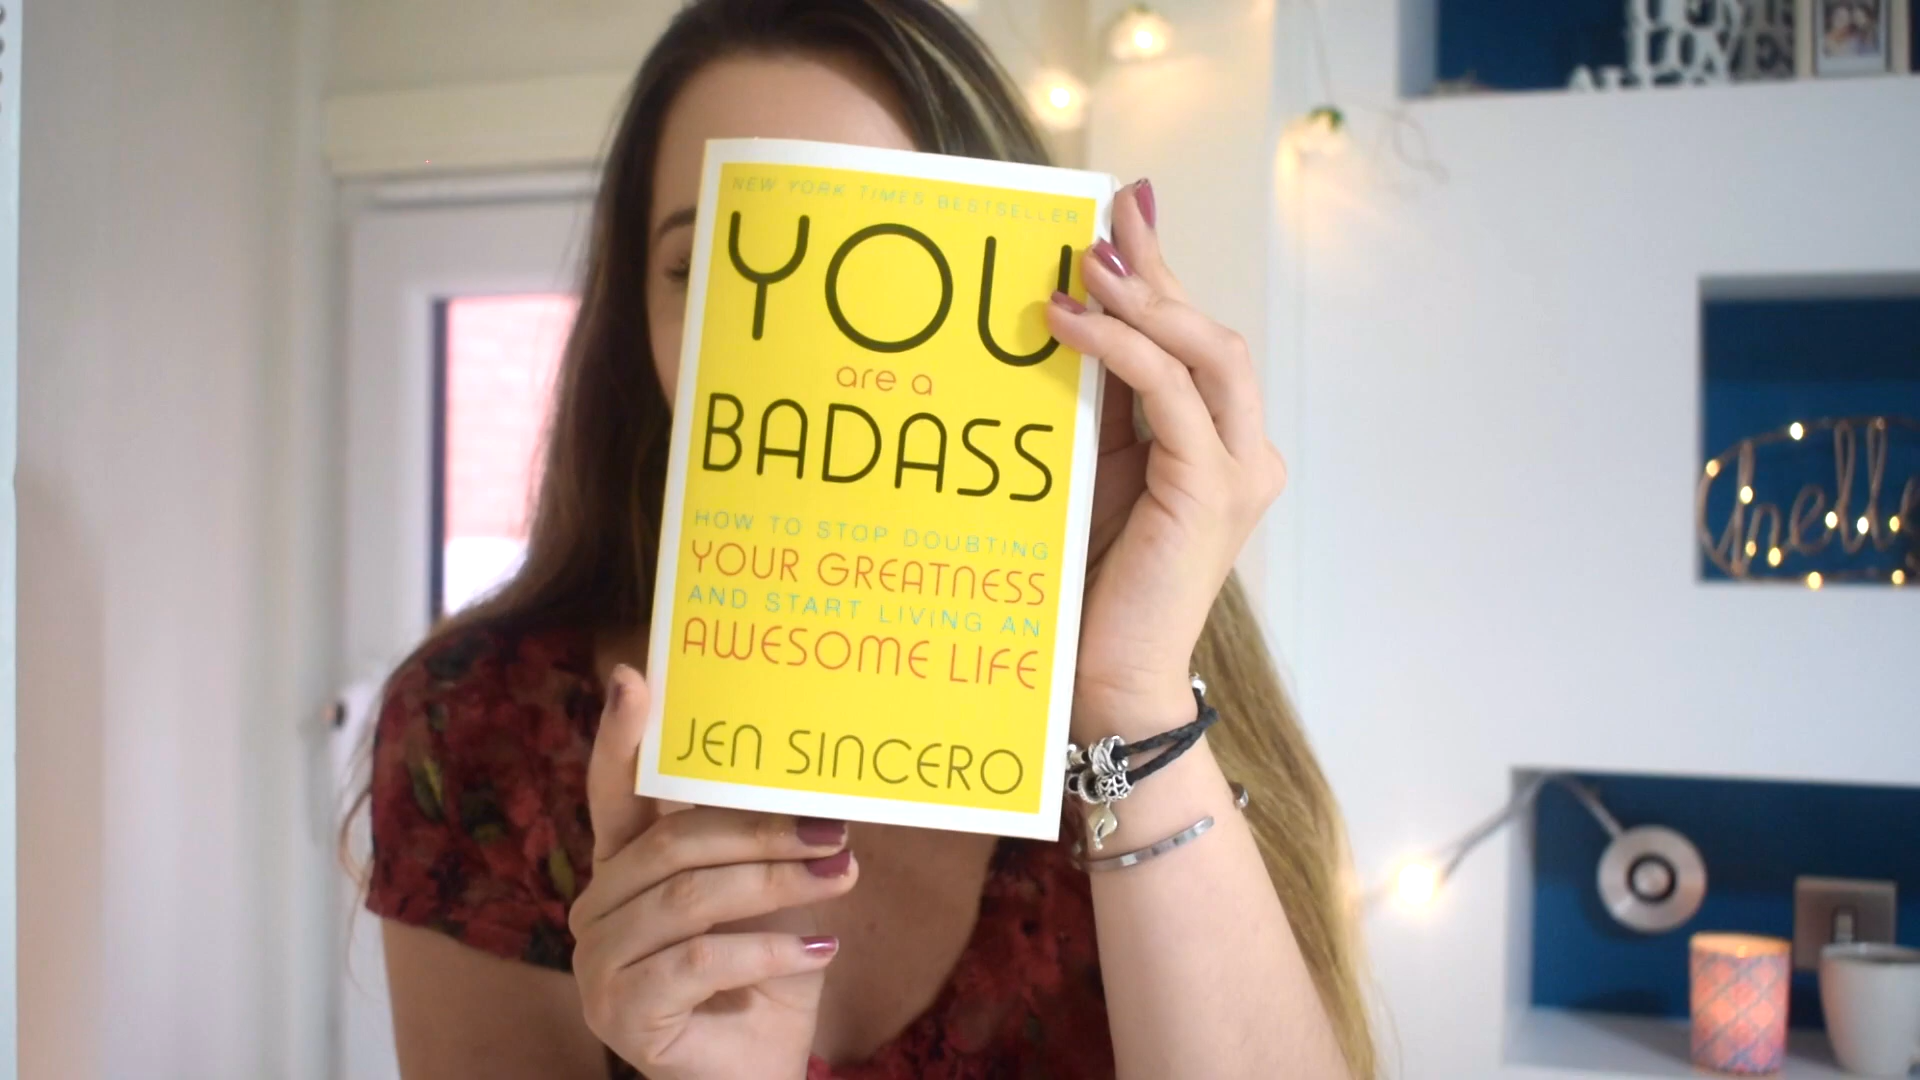 NEW YORK TIMES BESTSELLER
YOU
are a
BADASS
HOW TO STOP DOUBTING
YOUR GREATNESS
AND START LIVING AN
AWESOME LIFE
JEN SINCERO
hello